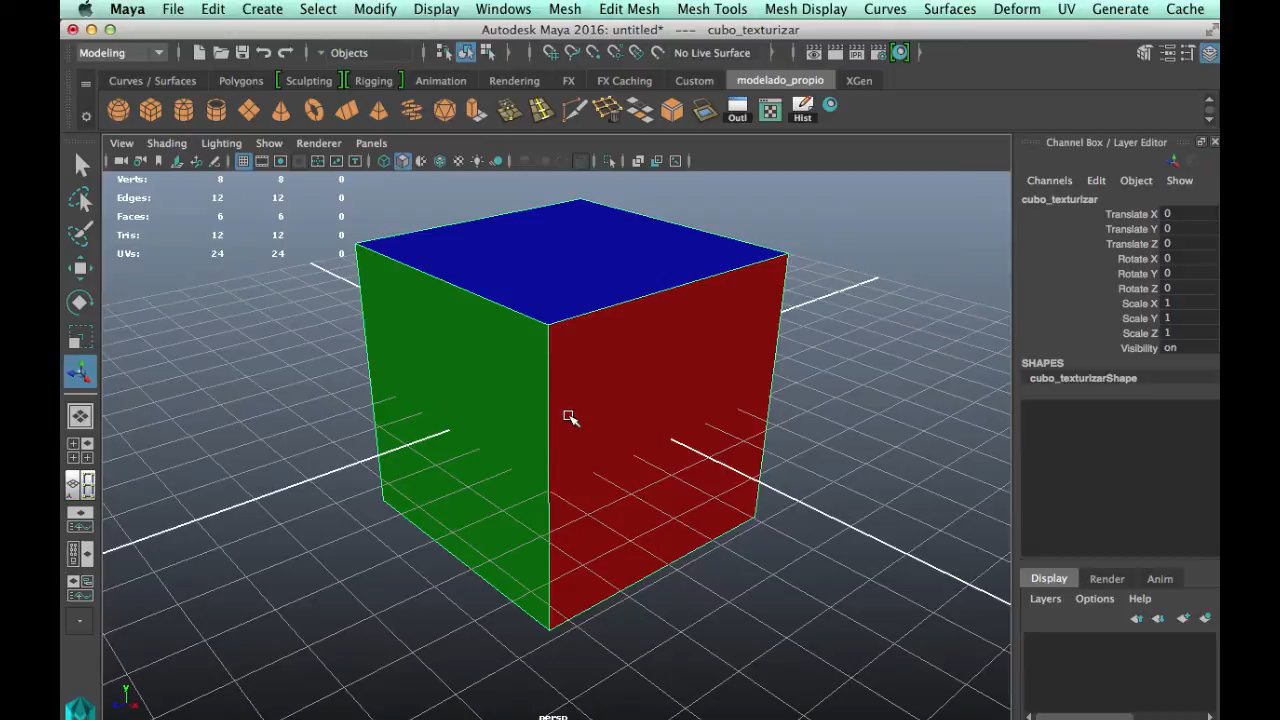 Maya File Edit Create Select Modify Display Windows Mesh Edit Mesh Mesh Tools Mesh Display Curves Surfaces Deform UV Generate Cache
Autodesk Maya 2016: untitled* --- cubo_texturizar
Modeling Objects No Live Surface
Curves / Surfaces Polygons Sculpting Rigging Animation Rendering FX FX Caching Custom modelado_propio XGen
Outl Hist
View Shading Lighting Show Renderer Panels
Channel Box / Layer Editor
Channels Edit Object Show
Verts: 8 8 0
Edges: 12 12 0
Faces: 6 6 0
Tris: 12 12 0
UVs: 24 24 0
cubo_texturizar
Translate X 0
Translate Y 0
Translate Z 0
Rotate X 0
Rotate Y 0
Rotate Z 0
Scale X 1
Scale Y 1
Scale Z 1
Visibility on
SHAPES
cubo_texturizarShape
Display Render Anim
Layers Options Help
y
z x
persp